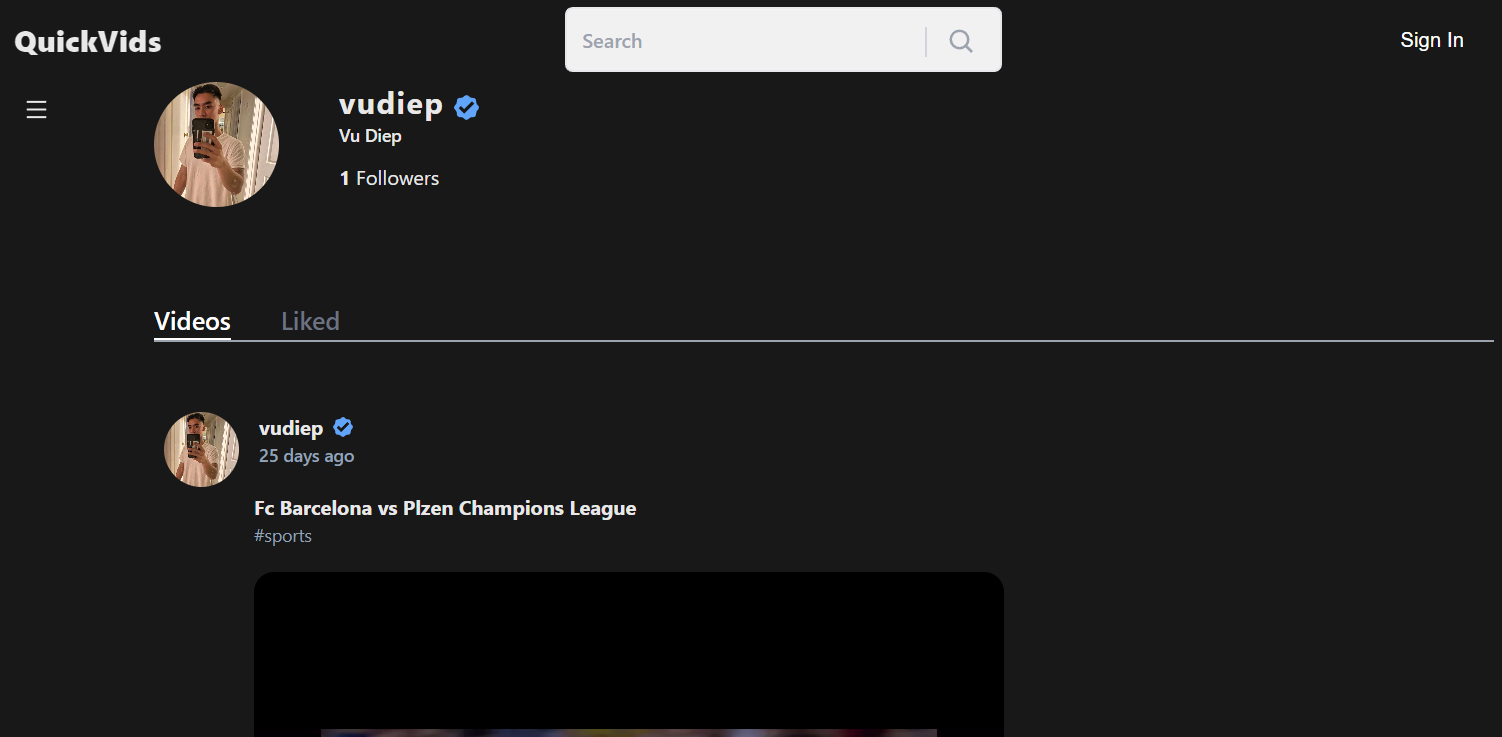 QuickVids
Search
Sign In
vudiep
Vu Diep
1 Followers
Videos
Liked
vudiep
25 days ago
Fc Barcelona vs Plzen Champions League
#sports